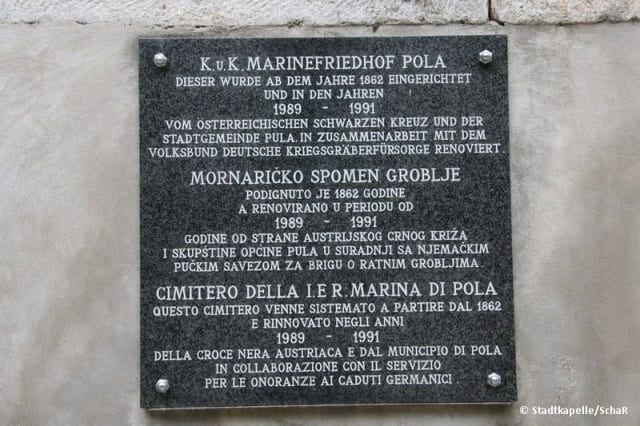 K.u.K. MARINEFRIEDHOF POLA
DIESER WURDE AB DEM JAHRE 1862 EINGERICHTET
UND IN DEN JAHREN
1989 - 1991
VOM ÖSTERREICHISCHEN SCHWARZEN KREUZ UND DER
STADTGEMEINDE PULA, IN ZUSAMMENARBEIT MIT DEM
VOLKSBUND DEUTSCHE KRIEGSGRÄBERFÜRSORGE RENOVIERT.
MORNARIČKO SPOMEN GROBLJE
PODIGNUTO JE 1862 GODINE
A RENOVIRANO U PERIODU OD
1989 - 1991
GODINE OD STRANE AUSTRIJSKOG CRNOG KRIŽA
I SKUPŠTINE OPĆINE PULA U SURADNJI SA NJEMAČKIM
PUČKIM SAVEZOM ZA BRIGU O RATNIM GROBLJIMA
CIMITERO DELLA I.E R. MARINA DI POLA
QUESTO CIMITERO VENNE SISTEMATO A PARTIRE DAL 1862
E RINNOVATO NEGLI ANNI
1989 - 1991
DELLA CROCE NERA AUSTRIACA E DAL MUNICIPIO DI POLA
IN COLLABORAZIONE CON IL SERVIZIO
PER LE ONORANZE AI CADUTI GERMANICI
© Stadtkapelle/SchaR